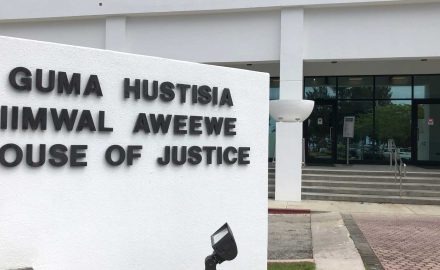 GUMA HUSTISIA
IIMWAL AWEEWE
OUSE OF JUSTICE